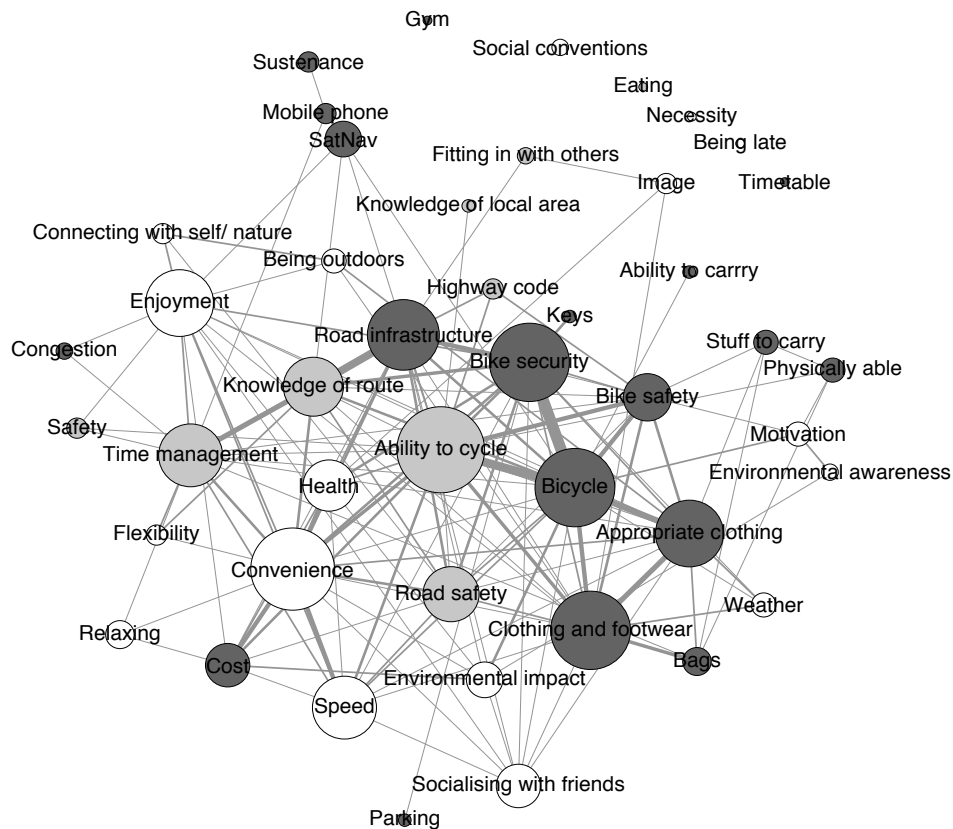 Gym
Social conventions
Sustenance
Eating
Mobile phone
Necessity
SatNav
Being late
Fitting in with others
Image
Timetable
Knowledge of local area
Connecting with self/ nature
Being outdoors
Ability to carrry
Highway code
Enjoyment
Keys
Road infrastructure
Stuff to carry
Congestion
Bike security
Physically able
Knowledge of route
Bike safety
Safety
Motivation
Time management
Ability to cycle
Environmental awareness
Health
Bicycle
Flexibility
Appropriate clothing
Convenience
Road safety
Weather
Relaxing
Clothing and footwear
Bags
Cost
Environmental impact
Speed
Socialising with friends
Parking